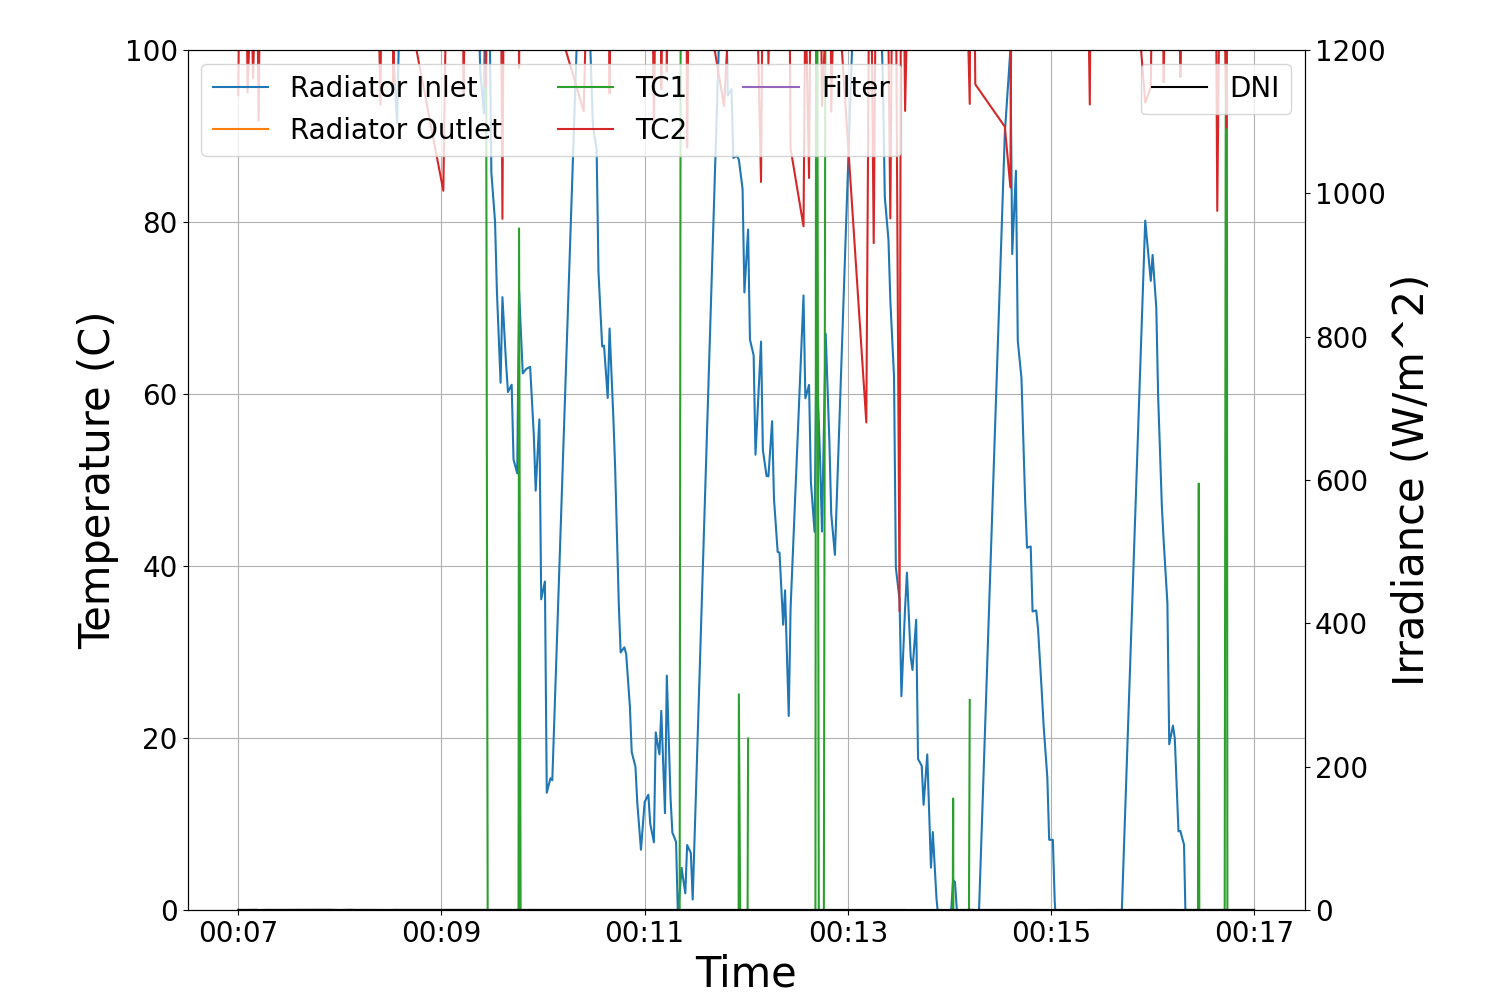 100
80
60
40
20
0
Temperature (C)
Radiator Inlet
Radiator Outlet
TC1
TC2
Filter
DNI
1200
1000
800
600
400
200
0
Irradiance (W/m^2)
00:07 00:09 00:11 00:13 00:15 00:17
Time